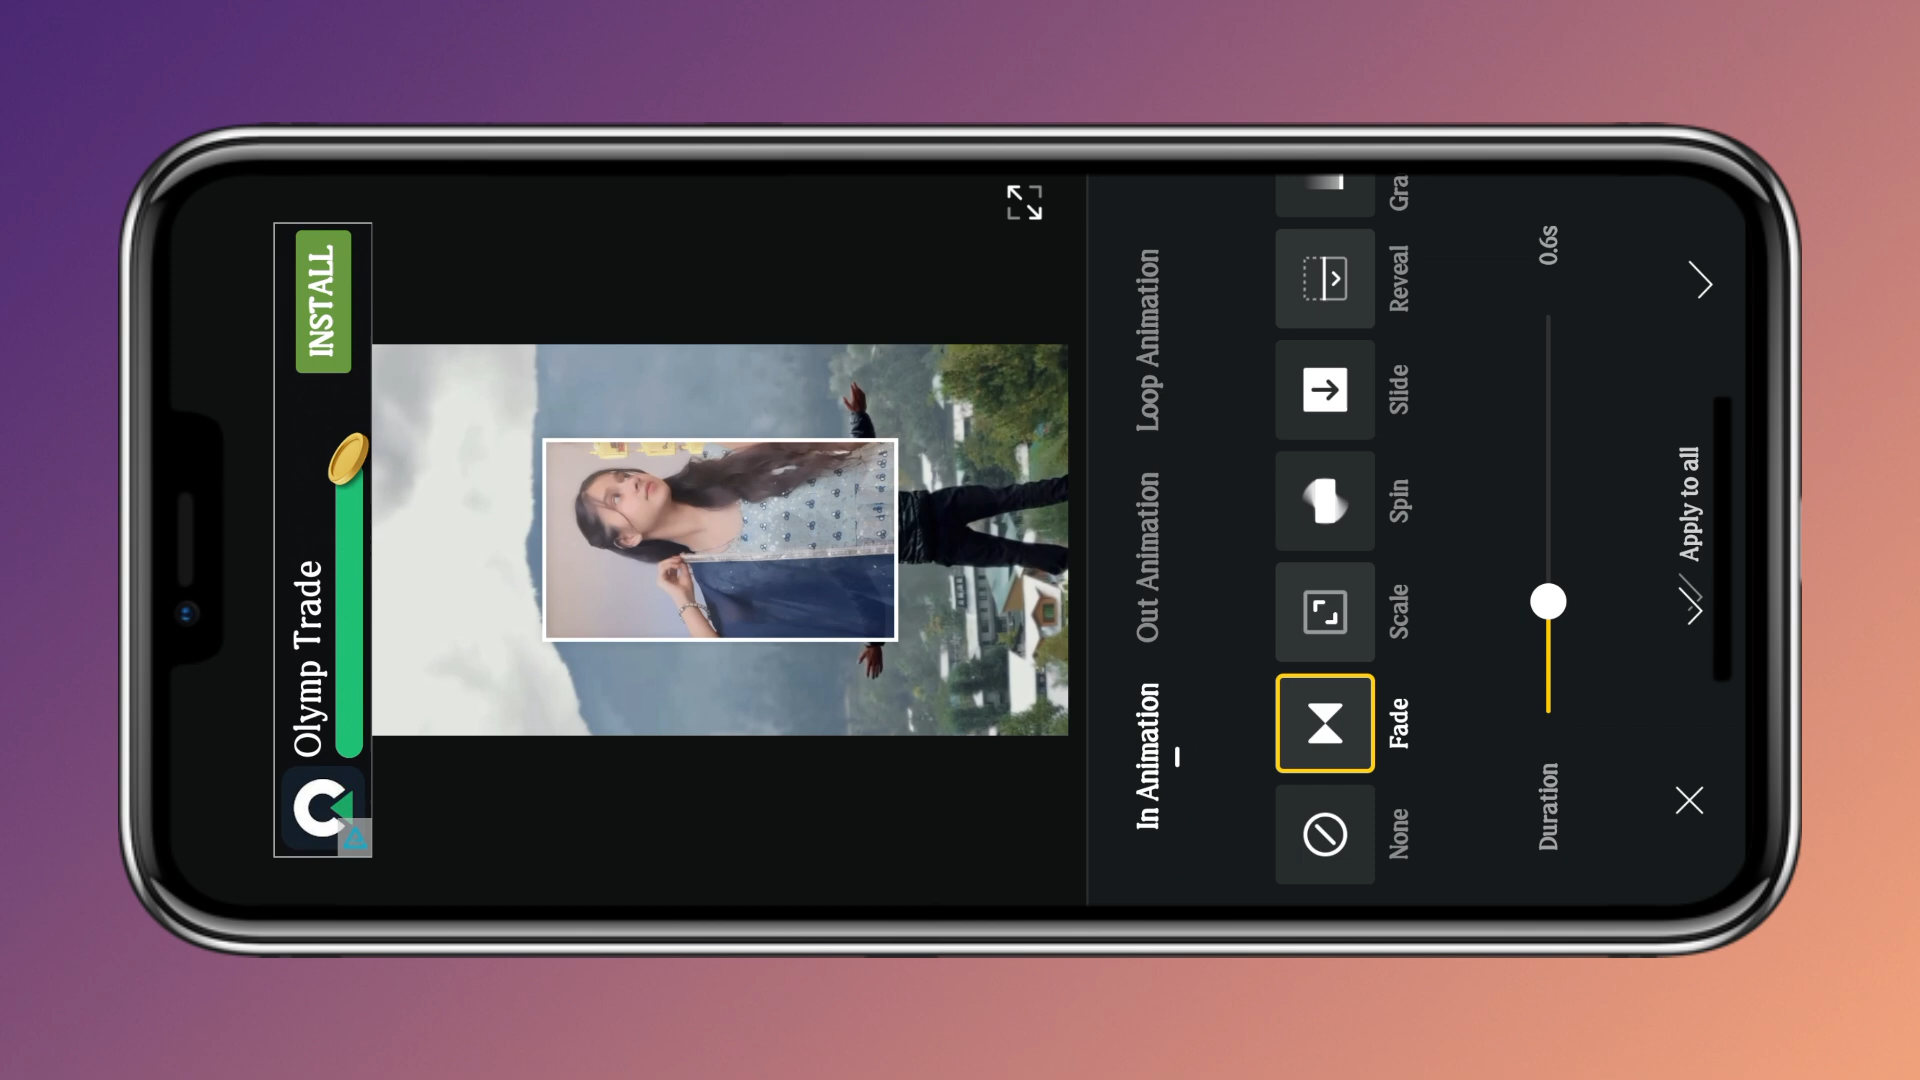 Olymp Trade
INSTALL
In Animation Out Animation Loop Animation
None Fade Scale Spin Slide Reveal Gra
Duration 0.6s
Apply to all